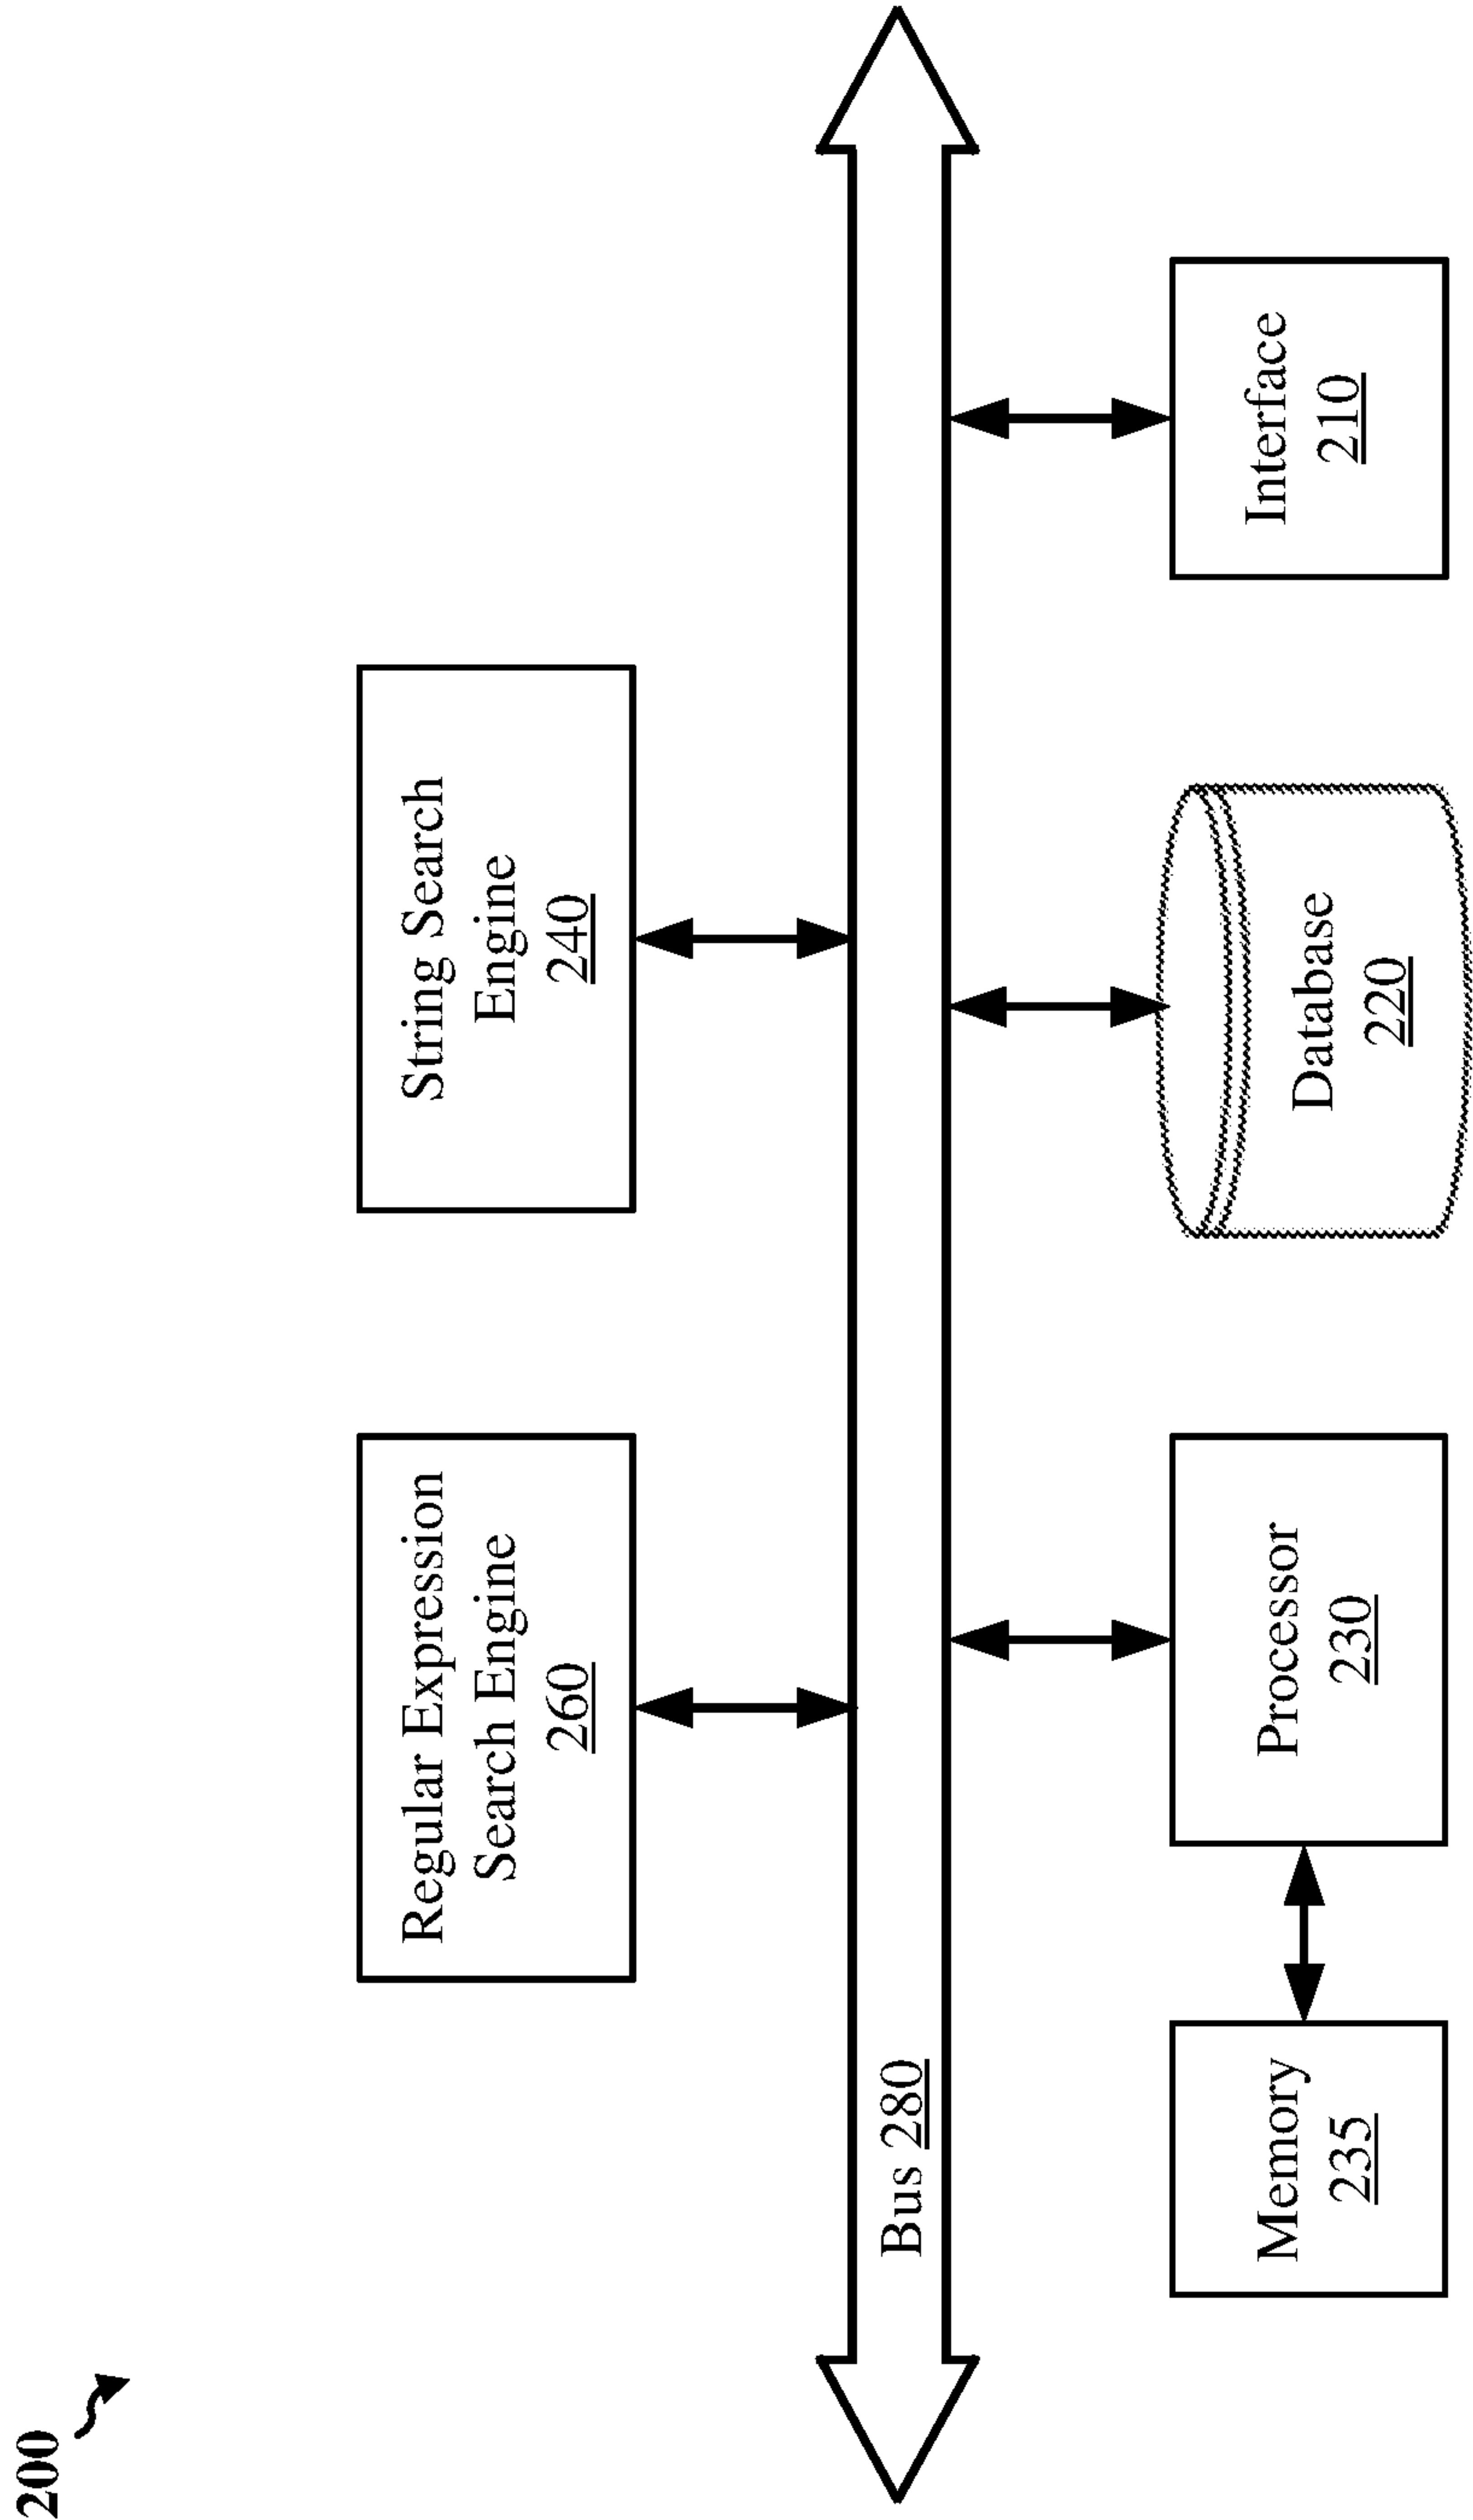 200
Regular Expression
Search Engine
260
String Search
Engine
240
Bus 280
Memory
235
Processor
230
Database
220
Interface
210